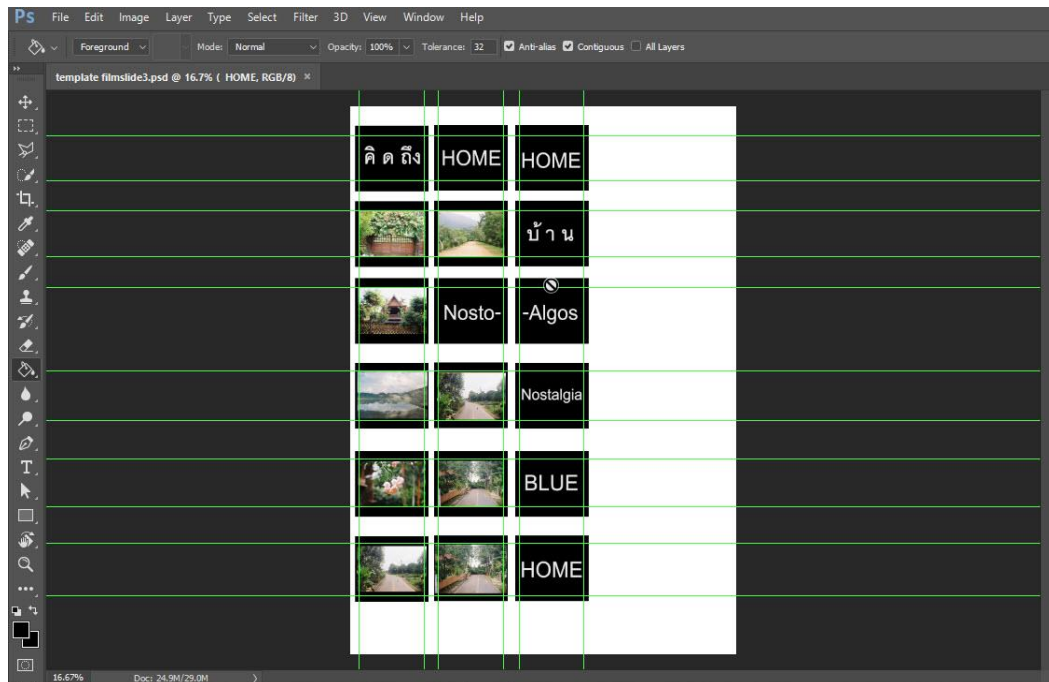 Ps File Edit Image Layer Type Select Filter 3D View Window Help
Foreground Mode: Normal Opacity: 100% Tolerance: 32 Anti-alias Contiguous All Layers
template filmslide3.psd @ 16.7% ( HOME, RGB/8) ×
คิ ด ถึง HOME HOME
บ้ า น
Nosto- -Algos
Nostalgia
BLUE
HOME
16.67% Doc: 24.9M/29.0M